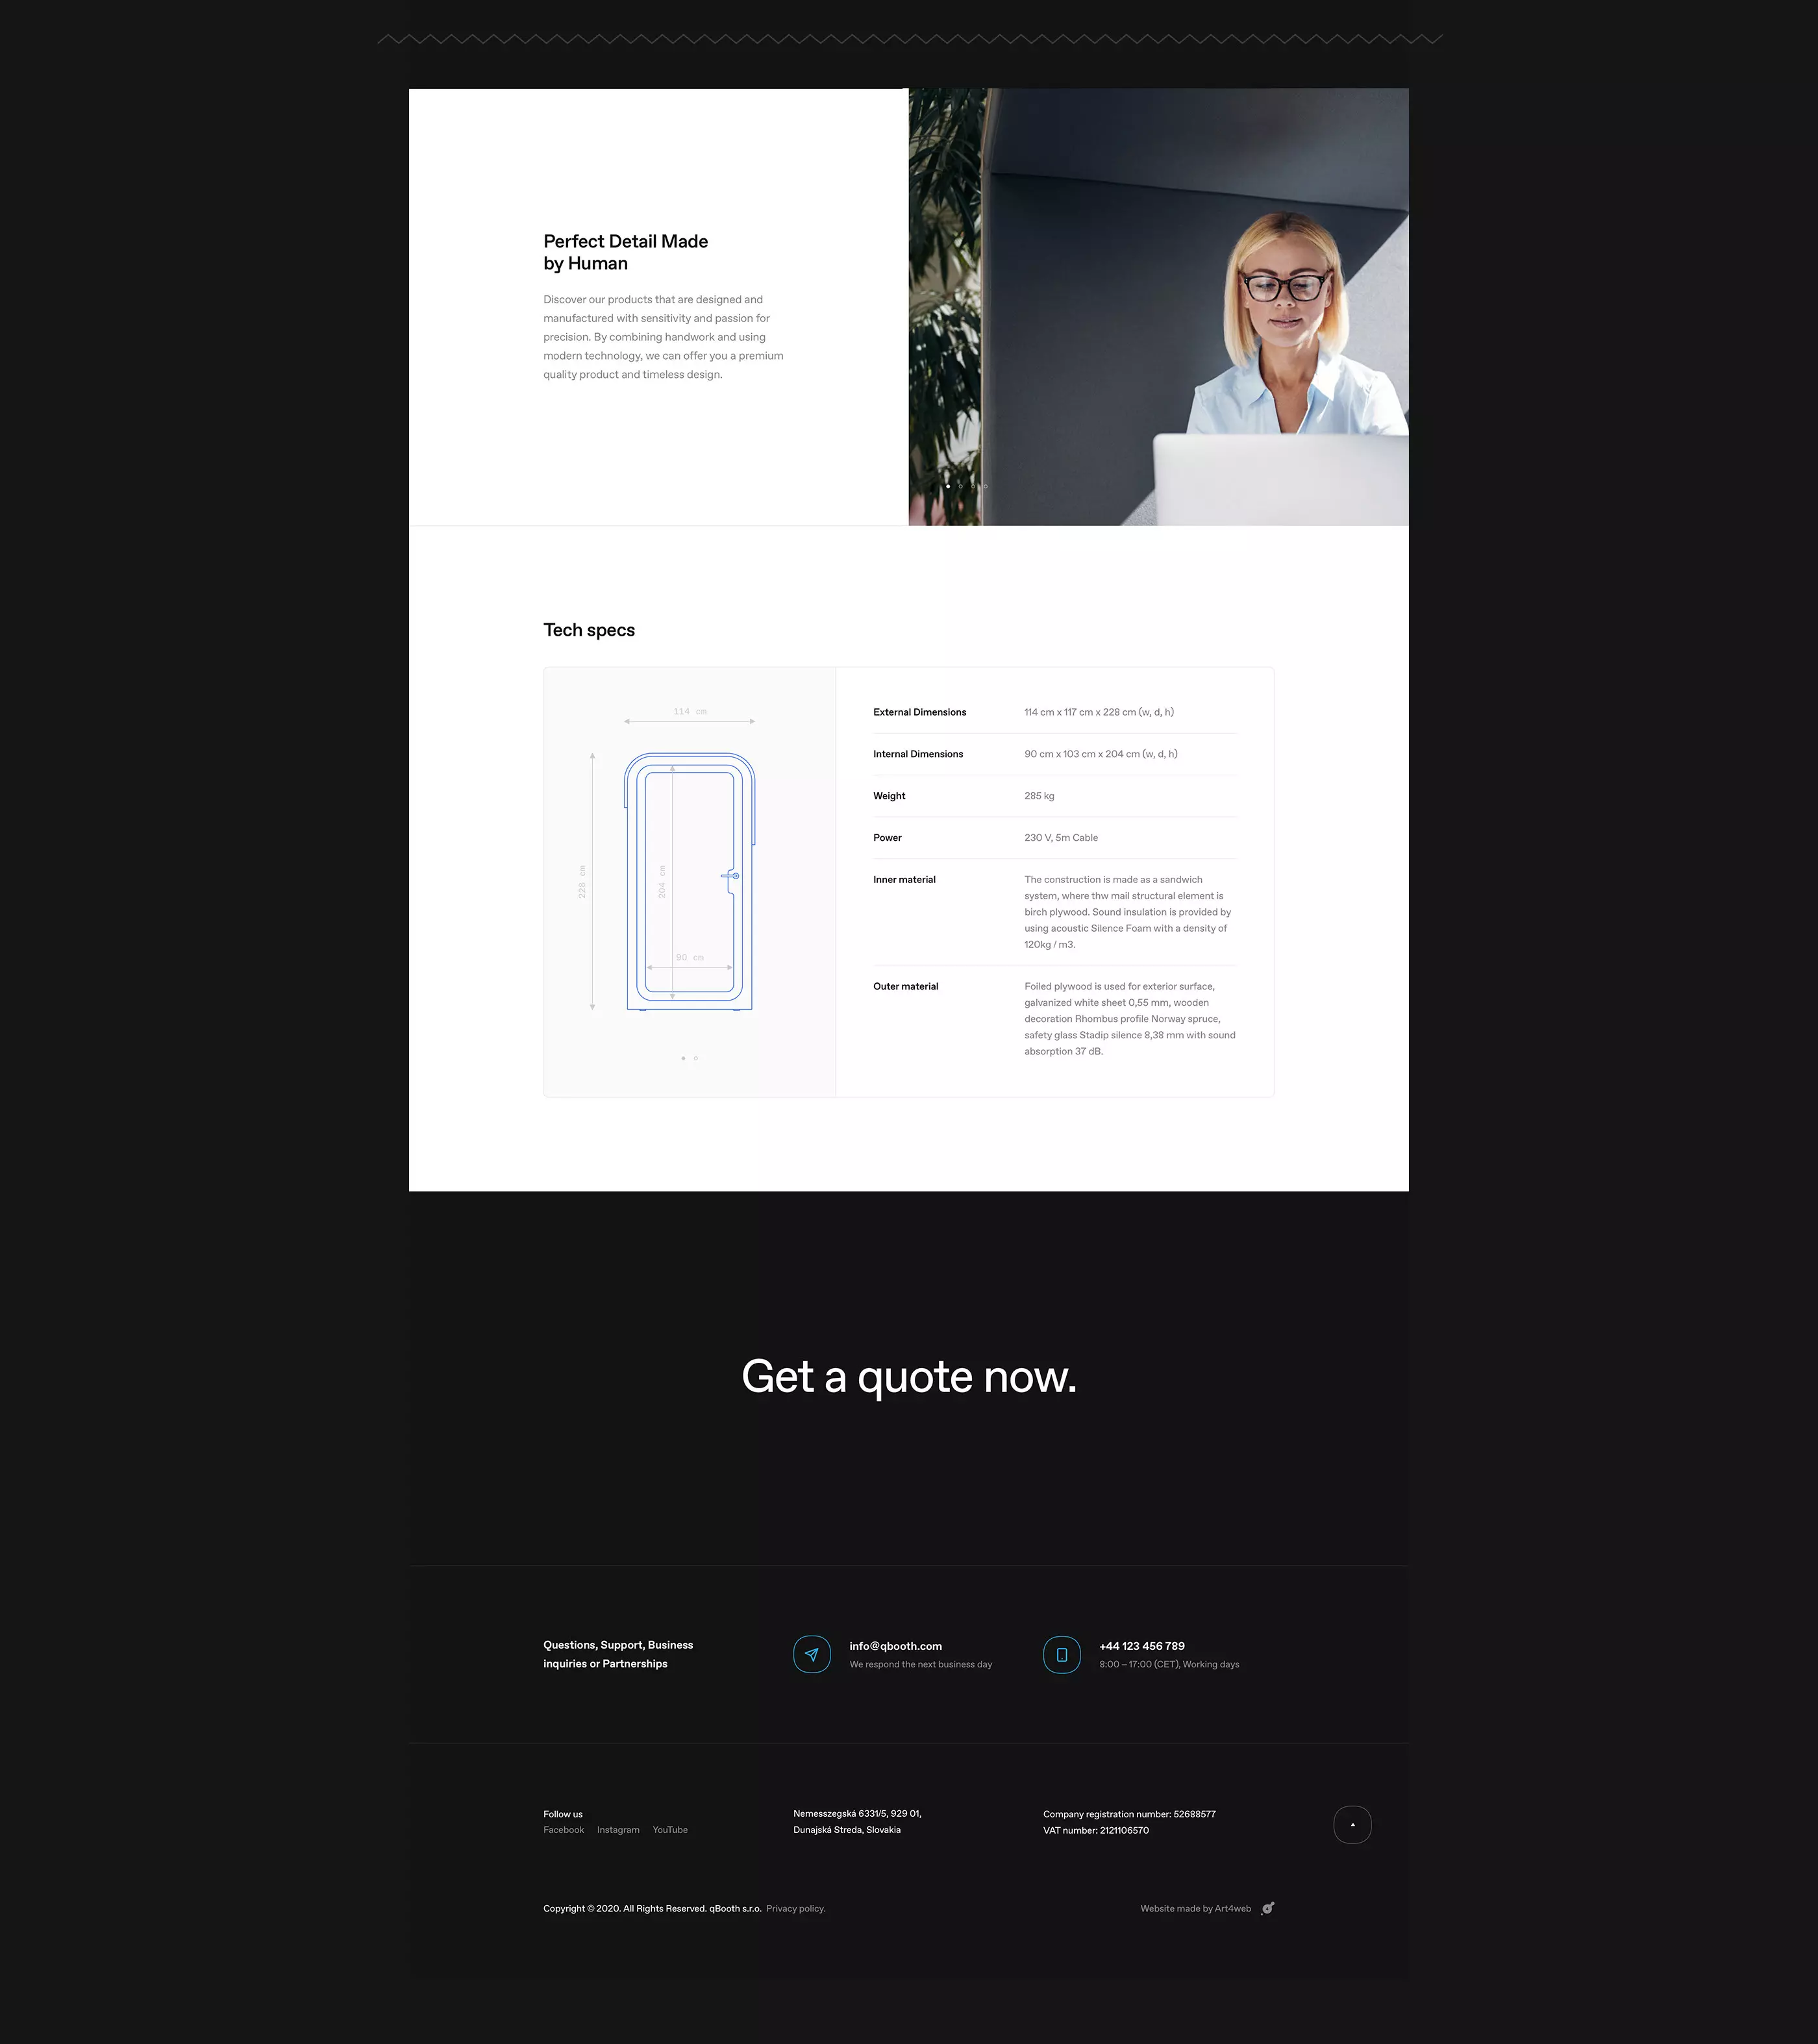 Perfect Detail Made
by Human
Discover our products that are designed and
manufactured with sensitivity and passion for
precision. By combining handwork and using
modern technology, we can offer you a premium
quality product and timeless design.
Tech specs
114 cm
228 cm
204 cm
90 cm
External Dimensions
114 cm x 117 cm x 228 cm (w, d, h)
Internal Dimensions
90 cm x 103 cm x 204 cm (w, d, h)
Weight
285 kg
Power
230 V, 5m Cable
Inner material
The construction is made as a sandwich
system, where thw mail structural element is
birch plywood. Sound insulation is provided by
using acoustic Silence Foam with a density of
120kg / m3.
Outer material
Foiled plywood is used for exterior surface,
galvanized white sheet 0,55 mm, wooden
decoration Rhombus profile Norway spruce,
safety glass Stadip silence 8,38 mm with sound
absorption 37 dB.
Get a quote now.
Questions, Support, Business
inquiries or Partnerships
info@qbooth.com
We respond the next business day
+44 123 456 789
8:00 – 17:00 (CET), Working days
Follow us
Facebook Instagram YouTube
Nemesszegská 6331/5, 929 01,
Dunajská Streda, Slovakia
Company registration number: 52688577
VAT number: 2121106570
Copyright © 2020. All Rights Reserved. qBooth s.r.o. Privacy policy.
Website made by Art4web